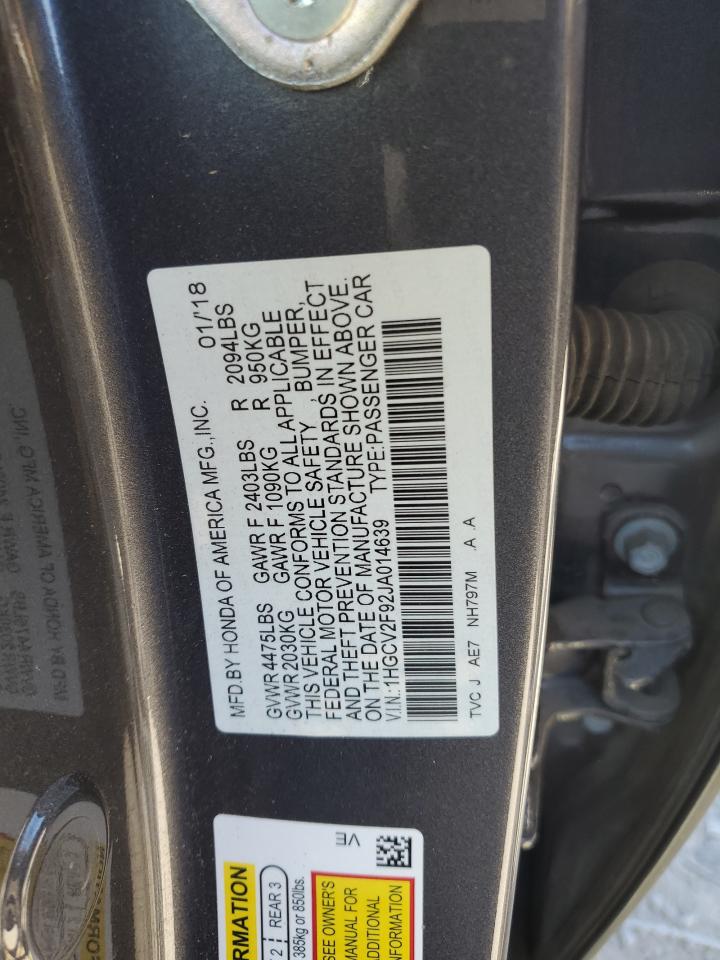 MFD.BY HONDA OF AMERICA MFG.,INC. 01/'18
GVWR 4475LBS GAWR F 2403LBS R 2094LBS
GVWR 2030KG GAWR F 1090KG R 950KG
THIS VEHICLE CONFORMS TO ALL APPLICABLE
FEDERAL MOTOR VEHICLE SAFETY , BUMPER,
AND THEFT PREVENTION STANDARDS IN EFFECT
ON THE DATE OF MANUFACTURE SHOWN ABOVE.
V.I.N.:1HGCV2F92JA014639 TYPE:PASSENGER CAR
TVC J AE7 NH797M .A .A
RMATION
2 REAR 3
385kg or 850lbs.
SEE OWNER'S
MANUAL FOR
ADDITIONAL
INFORMATION
VE